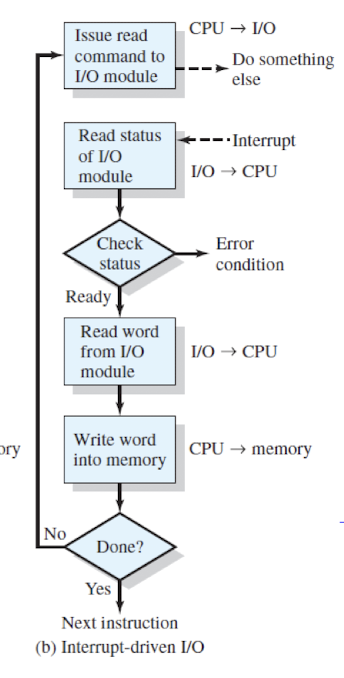 Issue read
command to
I/O module
CPU → I/O
Do something
else
Read status
of I/O
module
Interrupt
I/O → CPU
Check
status
Error
condition
Ready
Read word
from I/O
module
I/O → CPU
Write word
into memory
CPU → memory
ory
No
Done?
Yes
Next instruction
(b) Interrupt-driven I/O